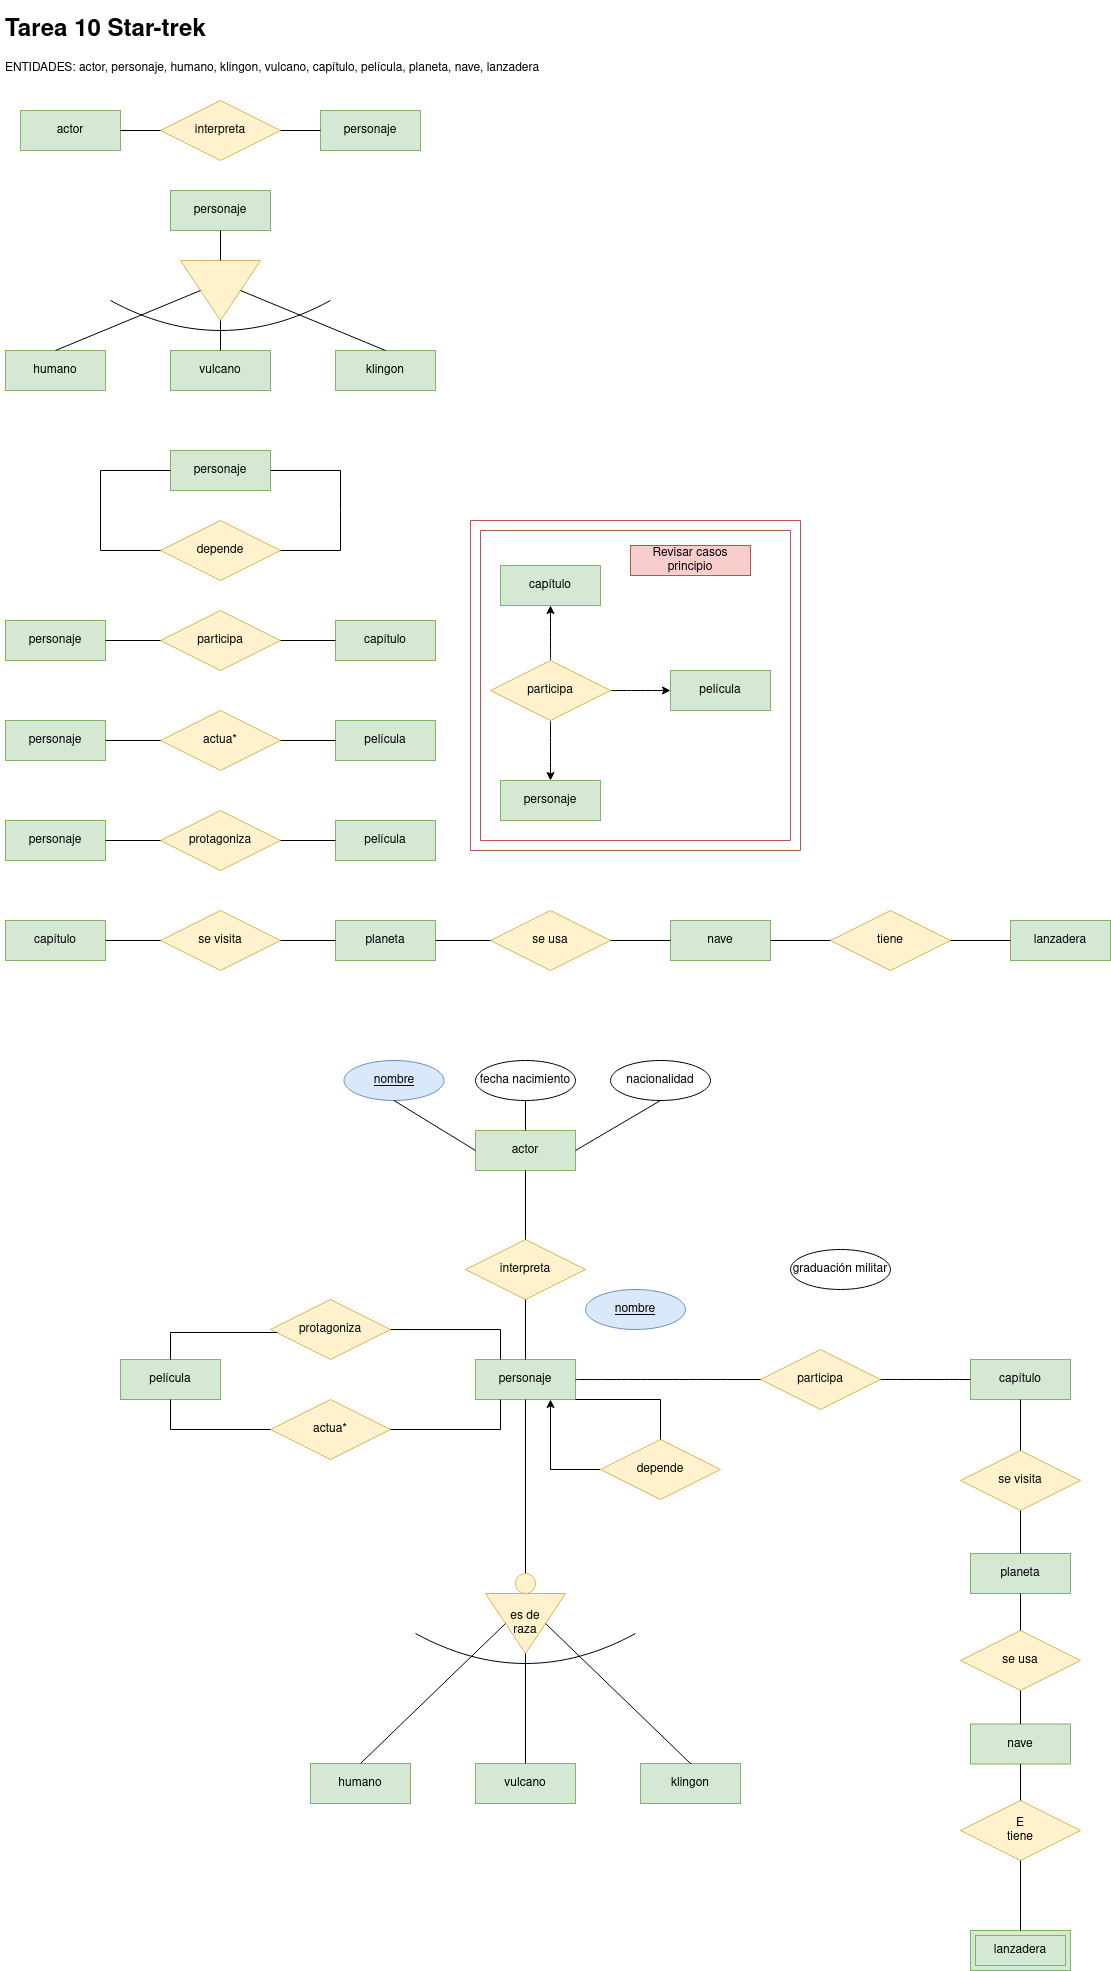 Tarea 10 Star-trek
ENTIDADES: actor, personaje, humano, klingon, vulcano, capítulo, película, planeta, nave, lanzadera
actor
interpreta
personaje
personaje
humano
vulcano
klingon
personaje
depende
Revisar casos
principio
capítulo
participa
película
personaje
personaje
participa
capítulo
personaje
actua*
película
personaje
protagoniza
película
capítulo
se visita
planeta
se usa
nave
tiene
lanzadera
nombre
fecha nacimiento
nacionalidad
actor
interpreta
graduación militar
nombre
protagoniza
película
personaje
participa
capítulo
actua*
depende
se visita
planeta
es de
raza
se usa
nave
humano
vulcano
klingon
E
tiene
lanzadera